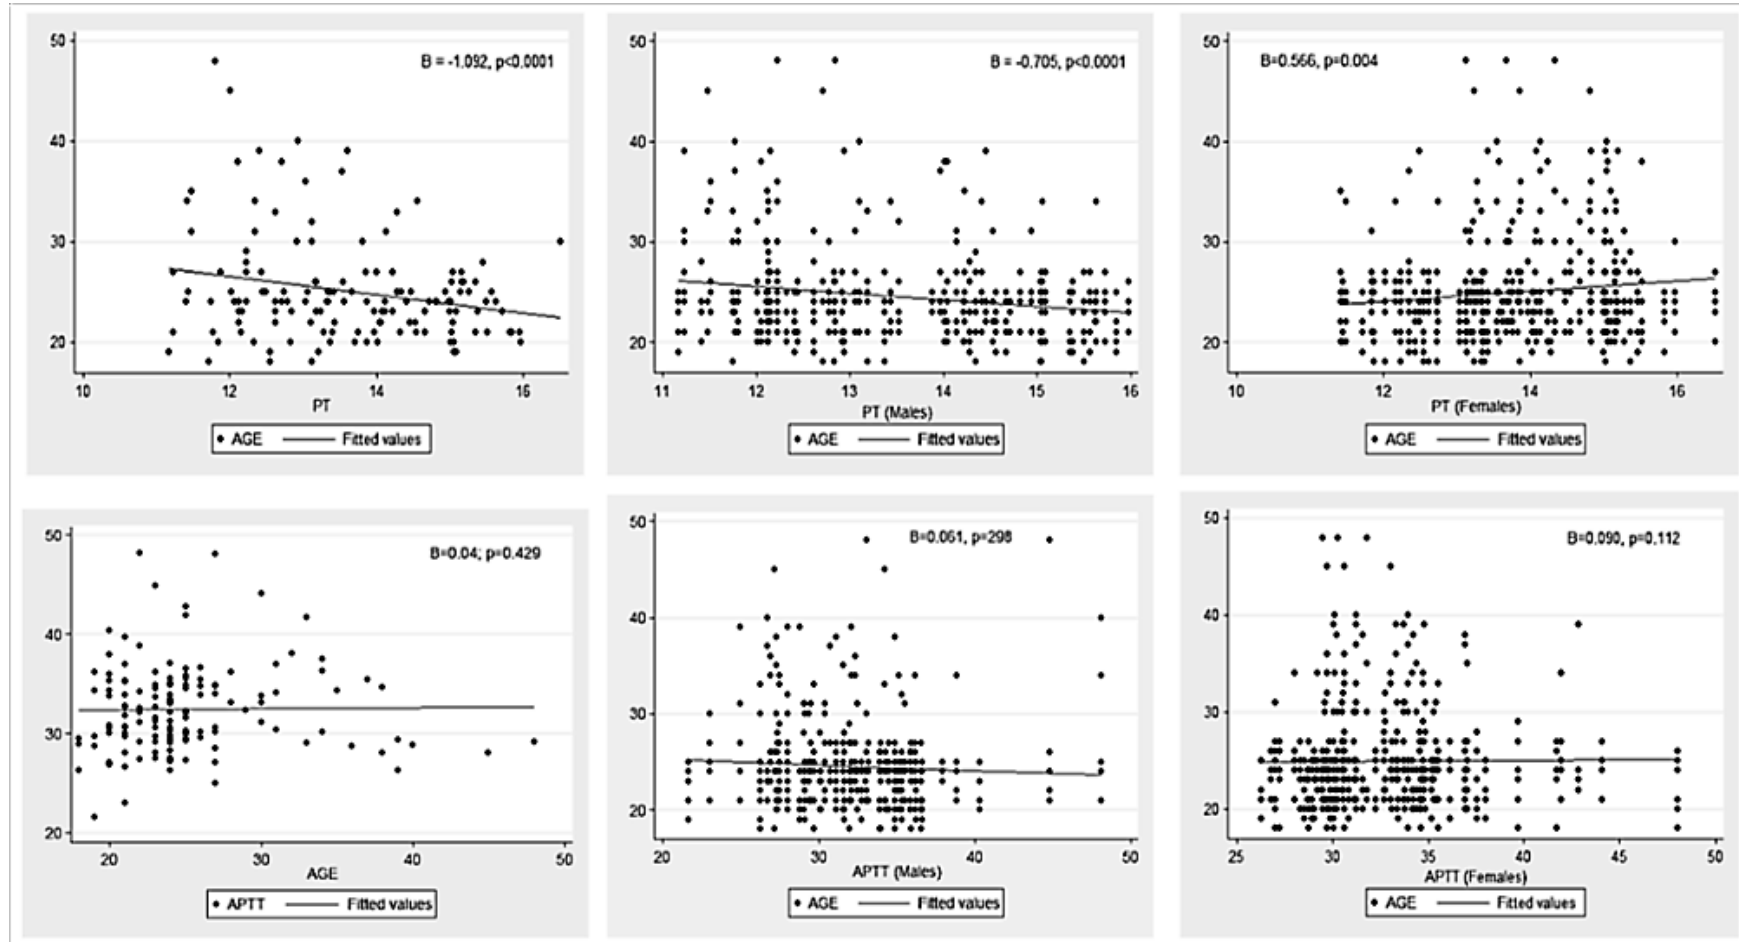 50
40
30
20
B = -1.092, p<0.0001
10 12 14 16
PT
AGE Fitted values
50
40
30
20
B = -0.705, p<0.0001
11 12 13 14 15 16
PT (Males)
AGE Fitted values
50
40
30
20
B=0.566, p=0.004
10 12 14 16
PT (Females)
AGE Fitted values
50
40
30
20
B=0.04; p=0.429
20 30 40 50
AGE
APTT Fitted values
50
40
30
20
B=0.061, p=298
20 30 40 50
APTT (Males)
AGE Fitted values
50
40
30
20
B=0.090, p=0.112
25 30 35 40 45 50
APTT (Females)
AGE Fitted values